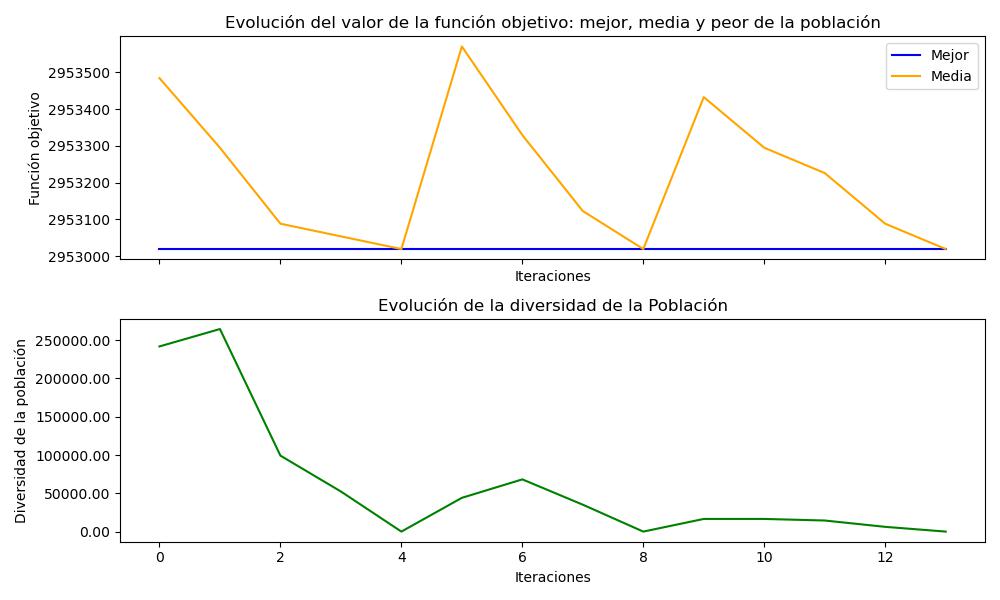 Evolución del valor de la función objetivo: mejor, media y peor de la población
Función objetivo
2953500
2953400
2953300
2953200
2953100
2953000
Mejor
Media
Iteraciones
Evolución de la diversidad de la Población
Diversidad de la población
250000.00
200000.00
150000.00
100000.00
50000.00
0.00
0 2 4 6 8 10 12
Iteraciones